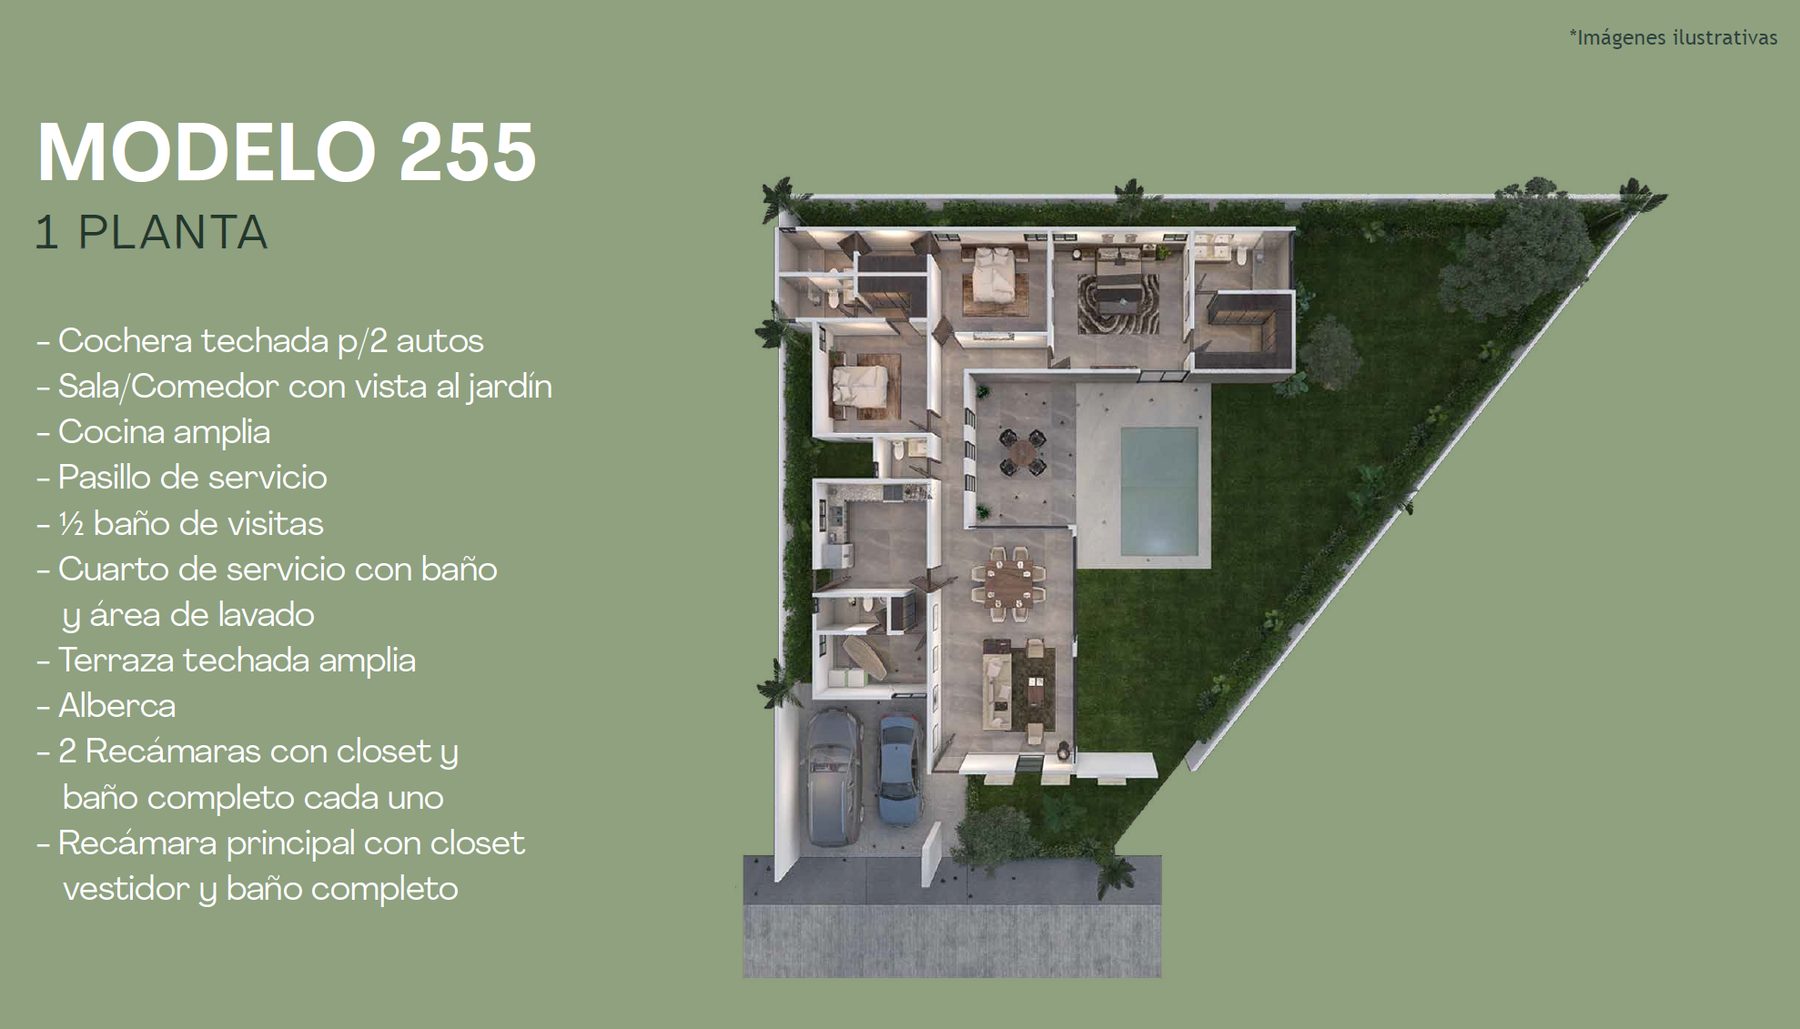 *Imágenes ilustrativas
MODELO 255
1 PLANTA
- Cochera techada p/2 autos
- Sala/Comedor con vista al jardín
- Cocina amplia
- Pasillo de servicio
- ½ baño de visitas
- Cuarto de servicio con baño
y área de lavado
- Terraza techada amplia
- Alberca
- 2 Recámaras con closet y
baño completo cada uno
- Recámara principal con closet
vestidor y baño completo